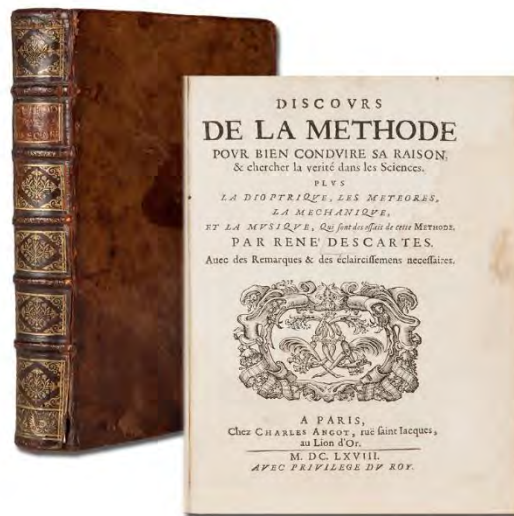 DISCOVRS
DE LA METHODE
POVR BIEN CONDVIRE SA RAISON,
& chercher la verité dans les Sciences.
PLVS
LA DIOPTRIQVE, LES METEORES,
LA MECHANIQVE,
ET LA MVSIQVE, Qui sont des essais de cette METHODE.
PAR RENE' DESCARTES.
Auec des Remarques & des éclaircissemens necessaires.
A PARIS,
Chez CHARLES ANGOT, ruë saint Iacques,
au Lion d'Or.
M. DC. LXVIII.
AVEC PRIVILEGE DV ROY.